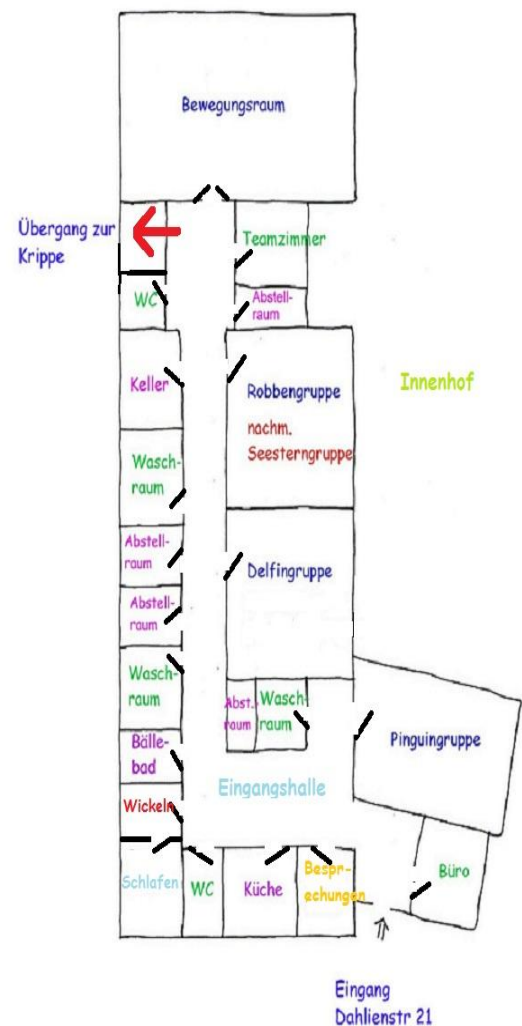 Bewegungsraum
Übergang zur
Krippe
Teamzimmer
WC
Abstell-
raum
Keller
Robbengruppe
nachm.
Seesterngruppe
Innenhof
Wasch-
raum
Abstell-
raum
Delfingruppe
Abstell-
raum
Wasch-
raum
Abst.
raum
Wasch-
raum
Pinguingruppe
Bälle-
bad
Eingangshalle
Wickeln
Schlafen
WC
Küche
Bespr-
echungen
Büro
Eingang
Dahlienstr 21